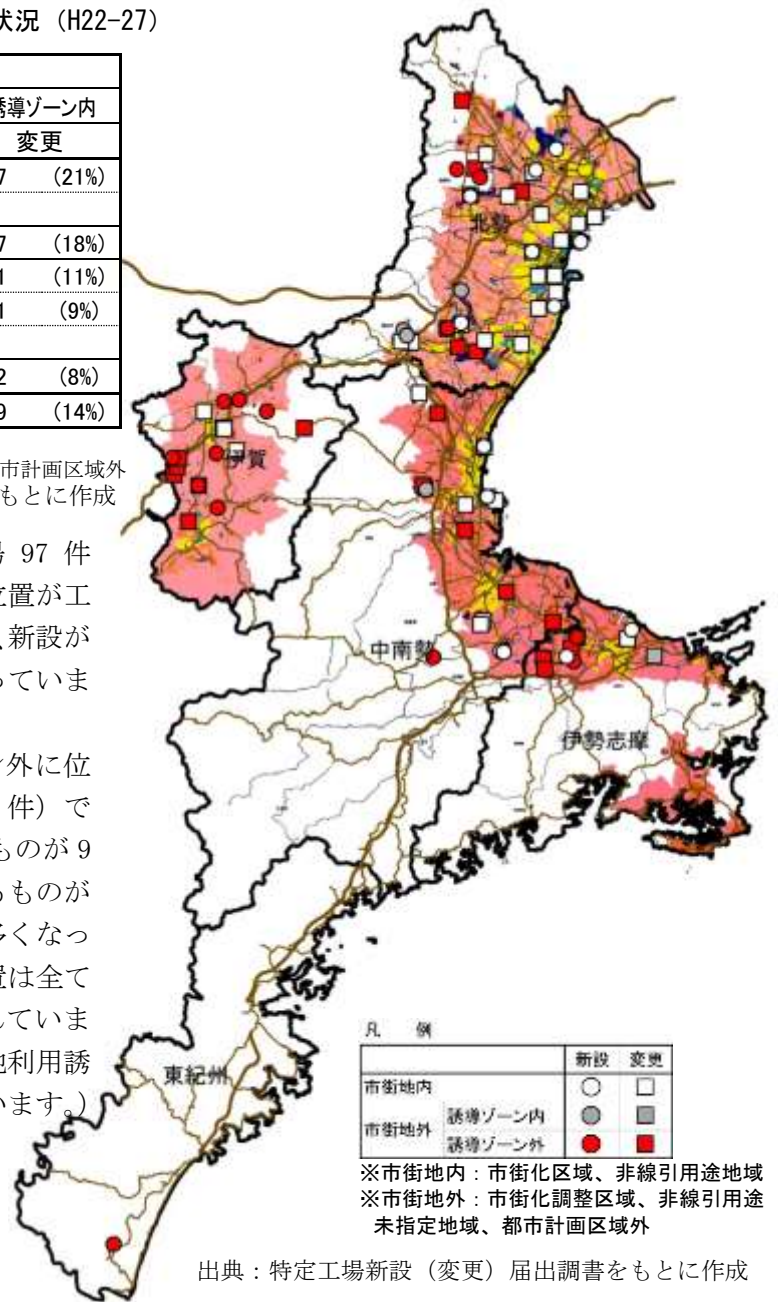 状況（H22-27）
誘導ゾーン内
変更
7 (21%)
7 (18%)
1 (11%)
1 (9%)
2 (8%)
9 (14%)
市計画区域外
もとに作成
場 97 件
位置が工
、新設が
っていま
ン外に位
件）で
ものが 9
るものが
多くなっ
置は全て
していま
地利用誘
います。）
北勢
伊賀
中南勢
伊勢志摩
東紀州
凡 例
新設 変更
市街地内
市街地外 誘導ゾーン内
誘導ゾーン外
※市街地内：市街化区域、非線引用途地域
※市街地外：市街化調整区域、非線引用途
未指定地域、都市計画区域外
出典：特定工場新設（変更）届出調書をもとに作成